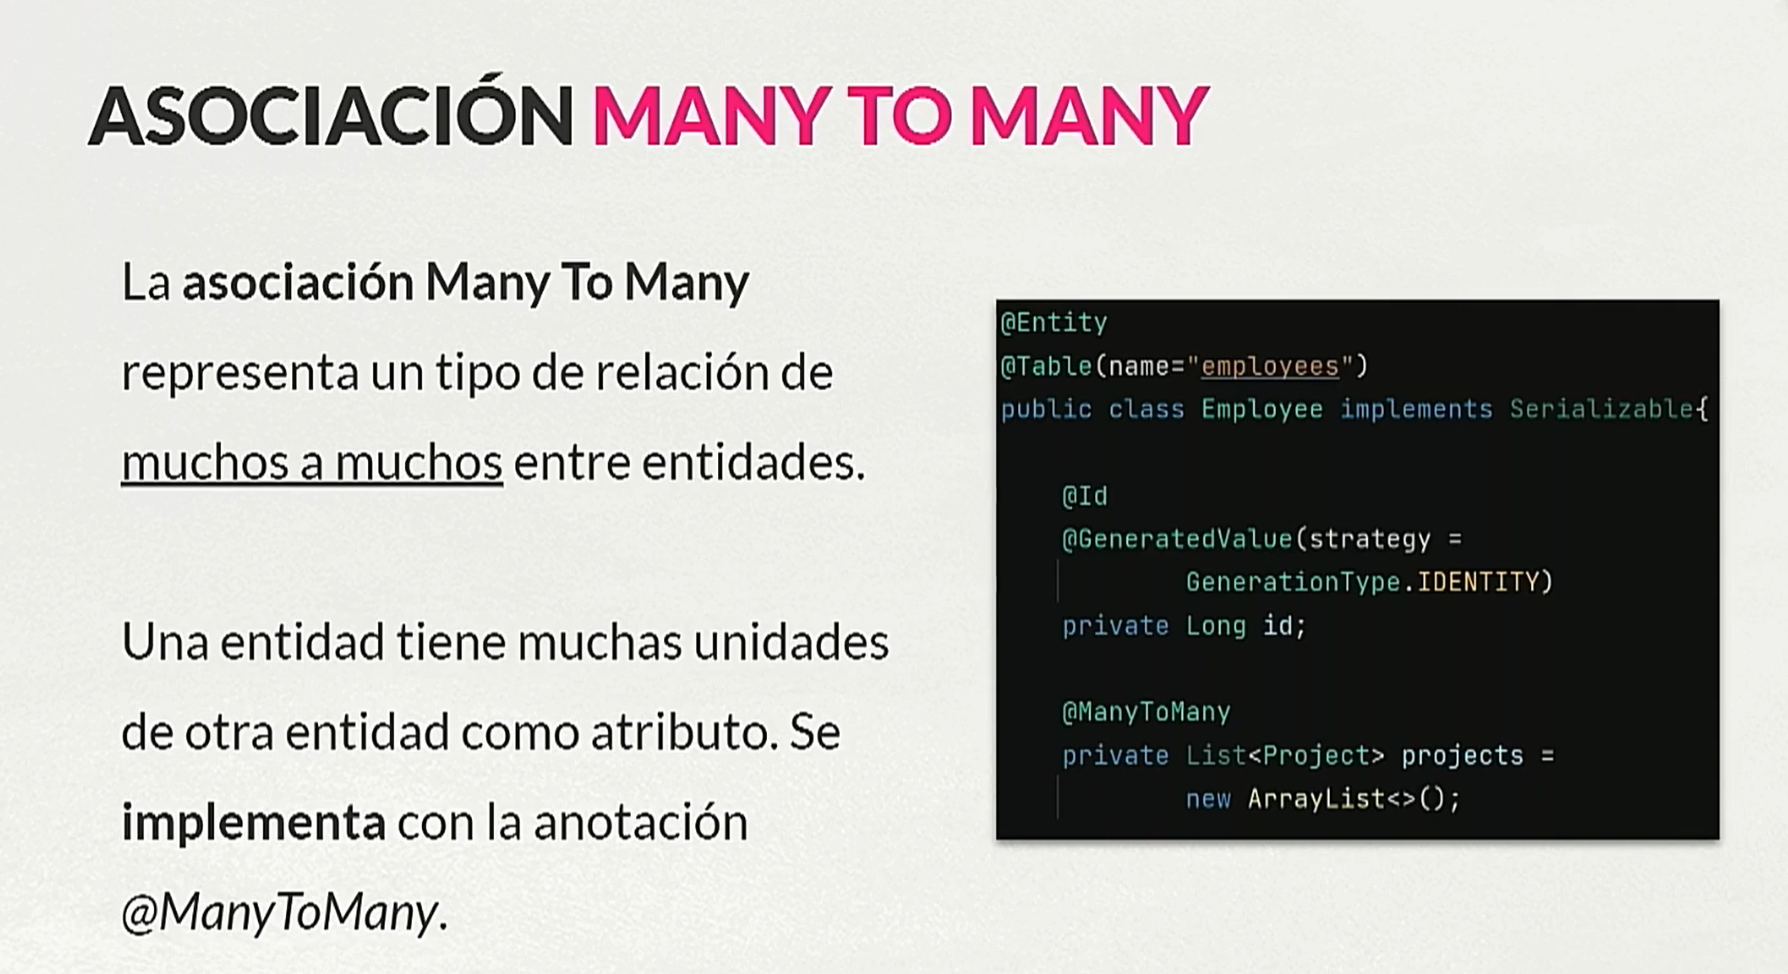 ASOCIACIÓN MANY TO MANY
La asociación Many To Many
representa un tipo de relación de
muchos a muchos entre entidades.
Una entidad tiene muchas unidades
de otra entidad como atributo. Se
implementa con la anotación
@ManyToMany.
@Entity
@Table(name="employees")
public class Employee implements Serializable{
@Id
@GeneratedValue(strategy =
GenerationType.IDENTITY)
private Long id;
@ManyToMany
private List<Project> projects =
new ArrayList<>();